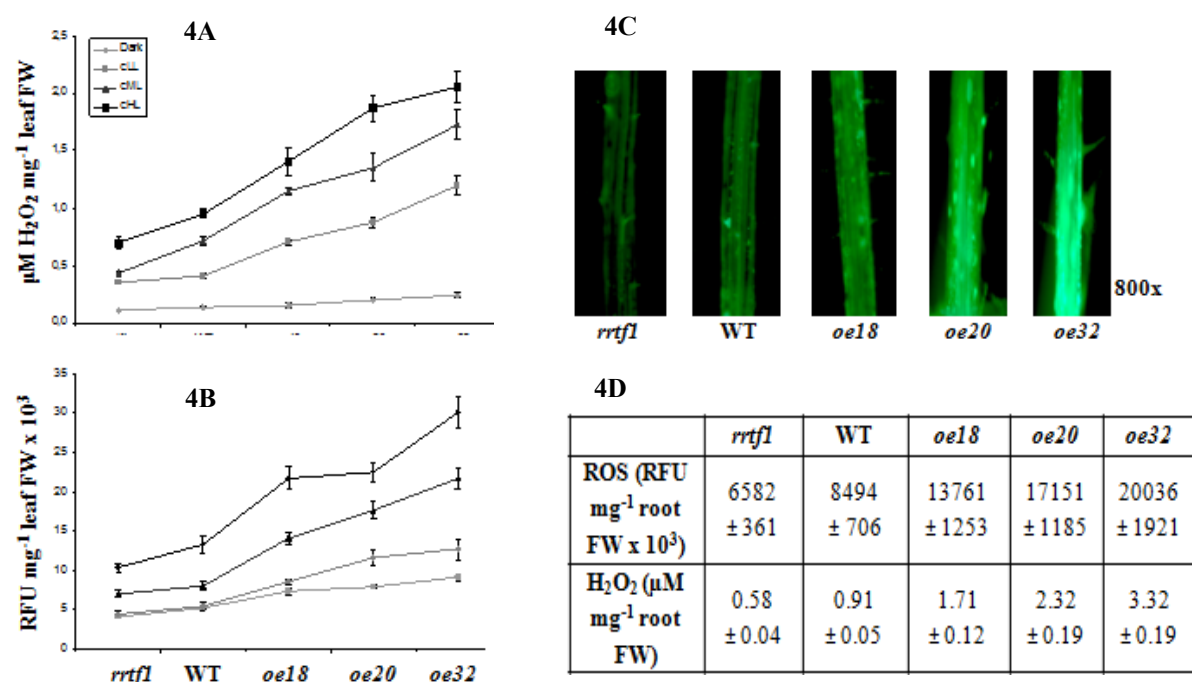 4A
2,5
2,0
1,5
1,0
0,5
0,0
Dark
cLL
cML
cHL
µM H₂O₂ mg⁻¹ leaf FW
4B
35
30
25
20
15
10
5
0
RFU mg⁻¹ leaf FW x 10³
rrtf1 WT oe18 oe20 oe32
4C
800x
rrtf1 WT oe18 oe20 oe32
4D
rrtf1 WT oe18 oe20 oe32
ROS (RFU
mg⁻¹ root
FW x 10³)
6582 8494 13761 17151 20036
± 361 ± 706 ± 1253 ± 1185 ± 1921
H₂O₂ (µM
mg⁻¹ root
FW)
0.58 0.91 1.71 2.32 3.32
± 0.04 ± 0.05 ± 0.12 ± 0.19 ± 0.19